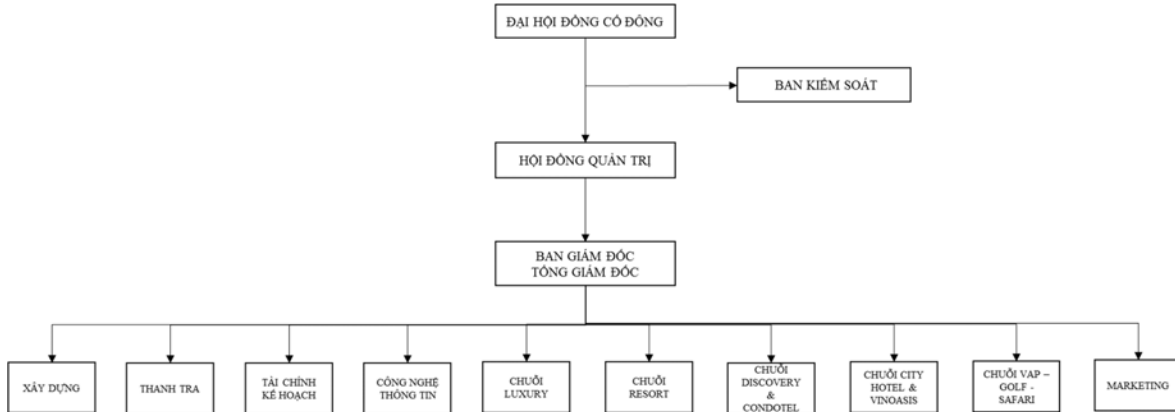 ĐẠI HỘI ĐỒNG CỔ ĐÔNG
BAN KIỂM SOÁT
HỘI ĐỒNG QUẢN TRỊ
BAN GIÁM ĐỐC
TỔNG GIÁM ĐỐC
XÂY DỰNG
THANH TRA
TÀI CHÍNH
KẾ HOẠCH
CÔNG NGHỆ
THÔNG TIN
CHUỖI
LUXURY
CHUỖI
RESORT
CHUỖI
DISCOVERY
&
CONDOTEL
CHUỖI CITY
HOTEL &
VINOASIS
CHUỖI VAP –
GOLF -
SAFARI
MARKETING